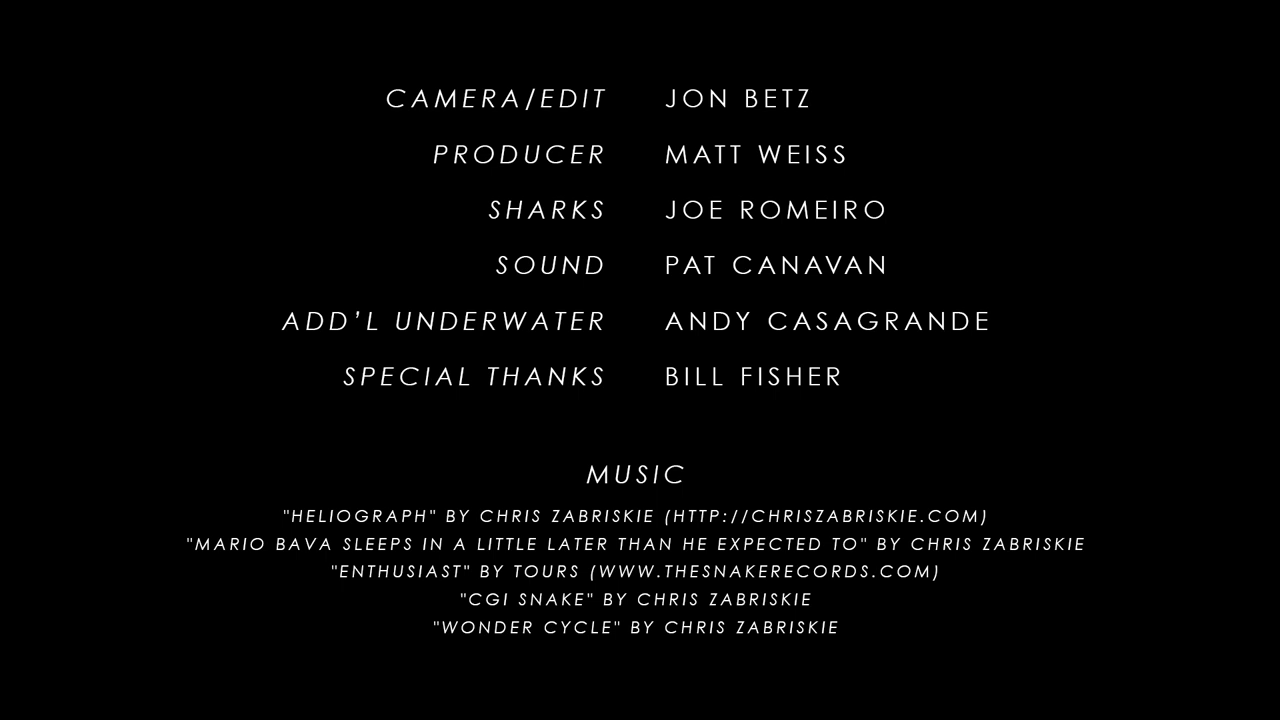 CAMERA/EDIT JON BETZ
PRODUCER MATT WEISS
SHARKS JOE ROMEIRO
SOUND PAT CANAVAN
ADD’L UNDERWATER ANDY CASAGRANDE
SPECIAL THANKS BILL FISHER
MUSIC
"HELIOGRAPH" BY CHRIS ZABRISKIE (HTTP://CHRISZABRISKIE.COM)
"MARIO BAVA SLEEPS IN A LITTLE LATER THAN HE EXPECTED TO" BY CHRIS ZABRISKIE
"ENTHUSIAST" BY TOURS (WWW.THESNAKERECORDS.COM)
"CGI SNAKE" BY CHRIS ZABRISKIE
"WONDER CYCLE" BY CHRIS ZABRISKIE